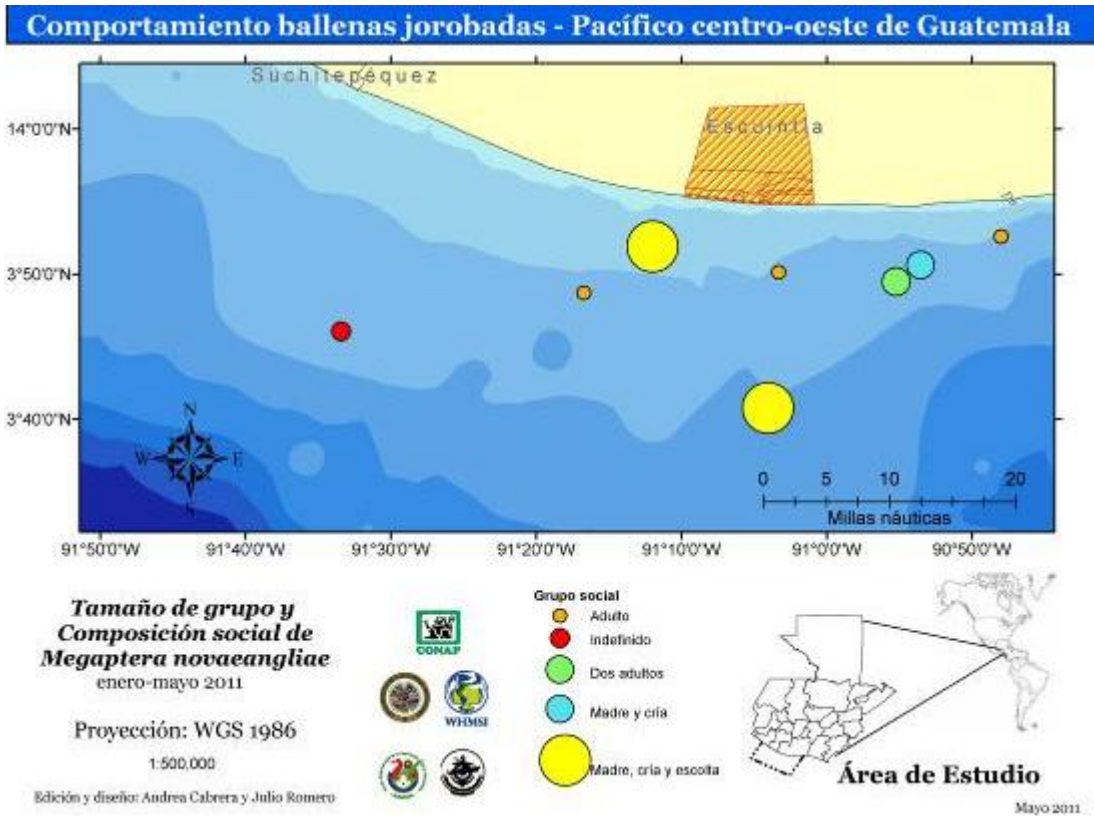 Comportamiento ballenas jorobadas - Pacífico centro-oeste de Guatemala
Suchitepéquez
14°0'0"N
Escuintla
3°50'0"N
3°40'0"N
N
W E
S
0 5 10 20
Millas náuticas
91°50'0"W 91°40'0"W 91°30'0"W 91°20'0"W 91°10'0"W 91°0'0"W 90°50'0"W
Tamaño de grupo y
Composición social de
Megaptera novaeangliae
enero-mayo 2011
Proyección: WGS 1986
1:500,000
Edición y diseño: Andrea Cabrera y Julio Romero
CONAP
WHMSI
Grupo social
Adulto
Indefinido
Dos adultos
Madre y cría
Madre, cría y escolta
Área de Estudio
Mayo 2011